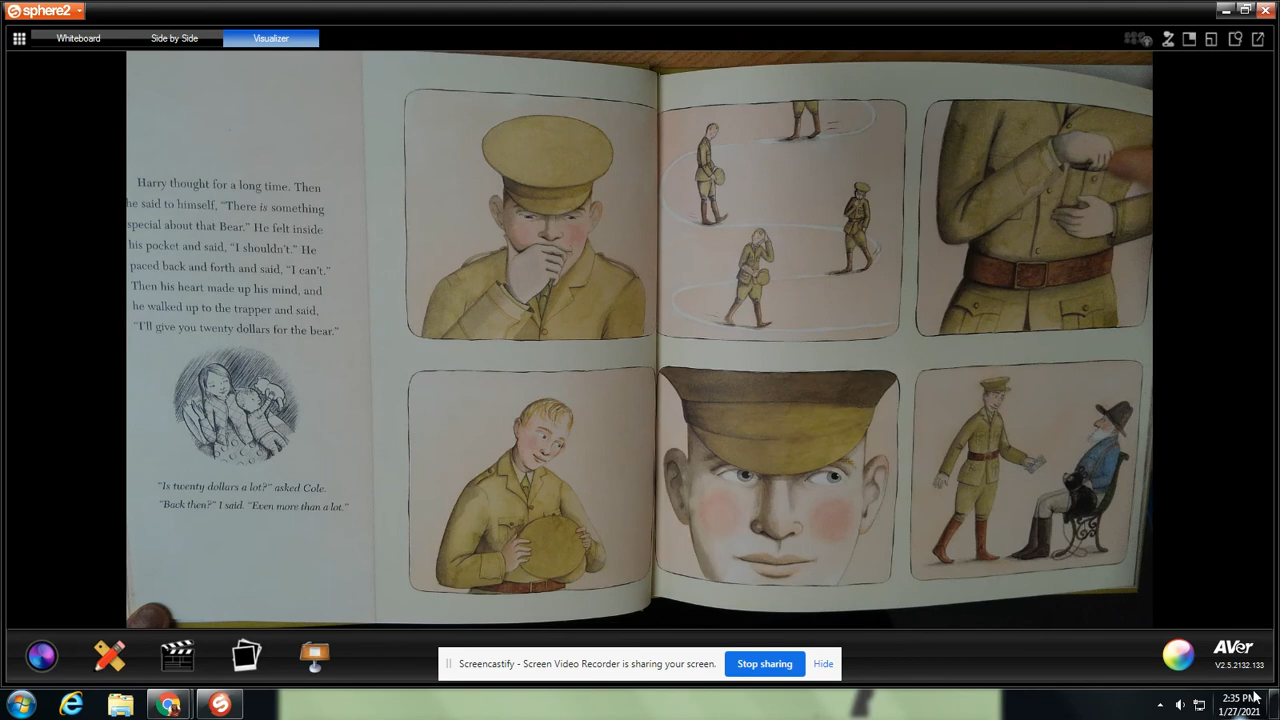 sphere2
Whiteboard
Side by Side
Visualizer
Harry thought for a long time. Then
he said to himself, “There is something
special about that Bear.” He felt inside
his pocket and said, “I shouldn't.” He
paced back and forth and said, “I can't.”
Then his heart made up his mind, and
he walked up to the trapper and said,
“I'll give you twenty dollars for the bear.”
“Is twenty dollars a lot?” asked Cole.
“Back then?” I said. “Even more than a lot.”
Screencastify - Screen Video Recorder is sharing your screen.
Stop sharing
Hide
AVer
V2.5.2132.133
2:35 PM
1/27/2021